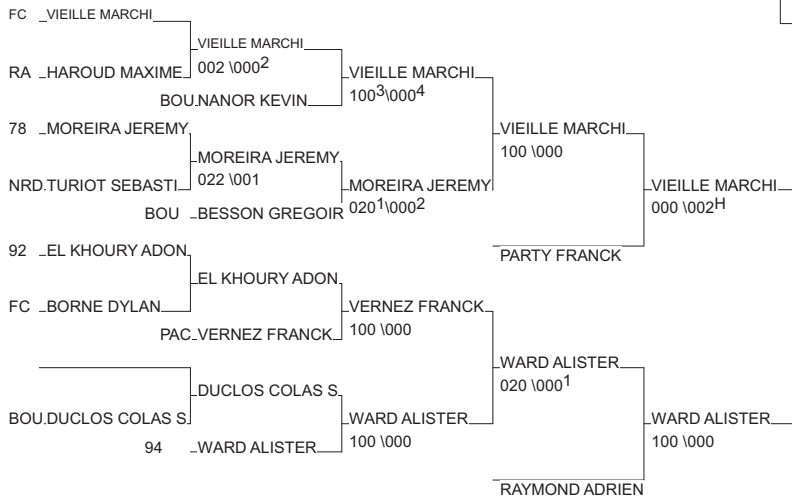 FC VIEILLE MARCHI
VIEILLE MARCHI
002 \000²
RA HAROUD MAXIME
VIEILLE MARCHI
100³\000⁴
BOU NANOR KEVIN
78 MOREIRA JEREMY
VIEILLE MARCHI
100 \000
MOREIRA JEREMY
022 \001
NRD TURIOT SEBASTI
MOREIRA JEREMY
020¹\000²
VIEILLE MARCHI
000 \002ᴴ
BOU BESSON GREGOIR
92 EL KHOURY ADON
PARTY FRANCK
EL KHOURY ADON
FC BORNE DYLAN
VERNEZ FRANCK
100 \000
PAC VERNEZ FRANCK
WARD ALISTER
020 \000¹
DUCLOS COLAS S
BOU DUCLOS COLAS S
WARD ALISTER
100 \000
WARD ALISTER
100 \000
94 WARD ALISTER
RAYMOND ADRIEN